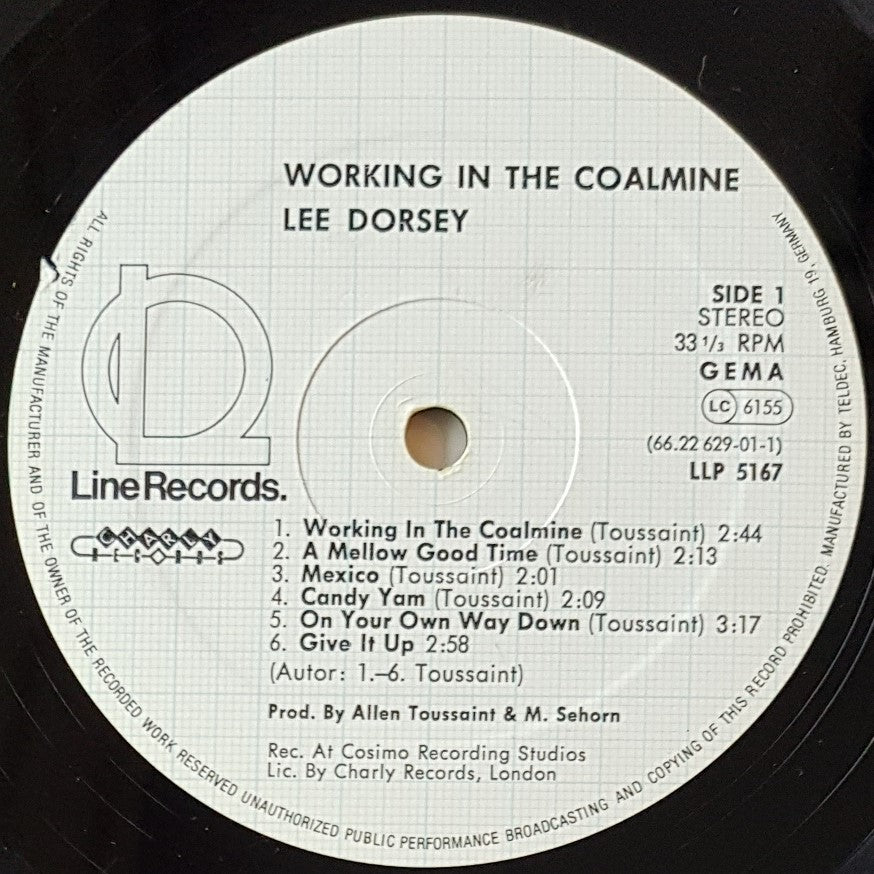 WORKING IN THE COALMINE
LEE DORSEY
SIDE 1
STEREO
33 1/3 RPM
GEMA
LC 6155
(66.22 629-01-1)
LLP 5167
LineRecords.
CHARLY
RECORDS
1. Working In The Coalmine (Toussaint) 2:44
2. A Mellow Good Time (Toussaint) 2:13
3. Mexico (Toussaint) 2:01
4. Candy Yam (Toussaint) 2:09
5. On Your Own Way Down (Toussaint) 3:17
6. Give It Up 2:58
(Autor: 1.–6. Toussaint)
Prod. By Allen Toussaint & M. Sehorn
Rec. At Cosimo Recording Studios
Lic. By Charly Records, London
ALL RIGHTS OF THE MANUFACTURER AND OF THE OWNER OF THE RECORDED WORK RESERVED UNAUTHORIZED PUBLIC PERFORMANCE BROADCASTING AND COPYING OF THIS RECORD PROHIBITED. MANUFACTURED BY TELDEC, HAMBURG 19, GERMANY